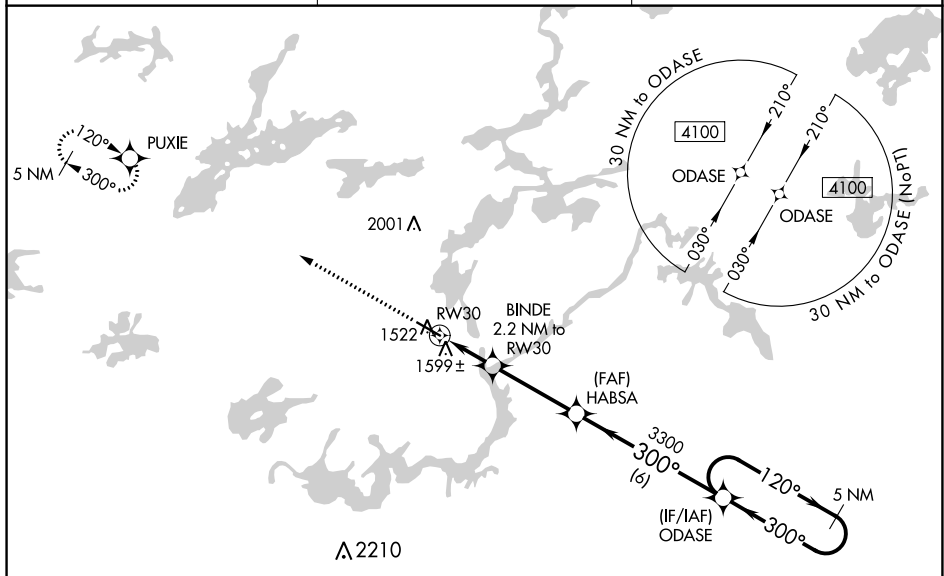 30 NM to ODASE
210°
4100
ODASE
030°
210°
4100
ODASE
030°
30 NM to ODASE (NoPT)
120°
PUXIE
5 NM
300°
2001
RW30
1522
1599 ±
BINDE
2.2 NM to
RW30
(FAF)
HABSA
3300
300°
(6)
120°
5 NM
300°
(IF/IAF)
ODASE
2210